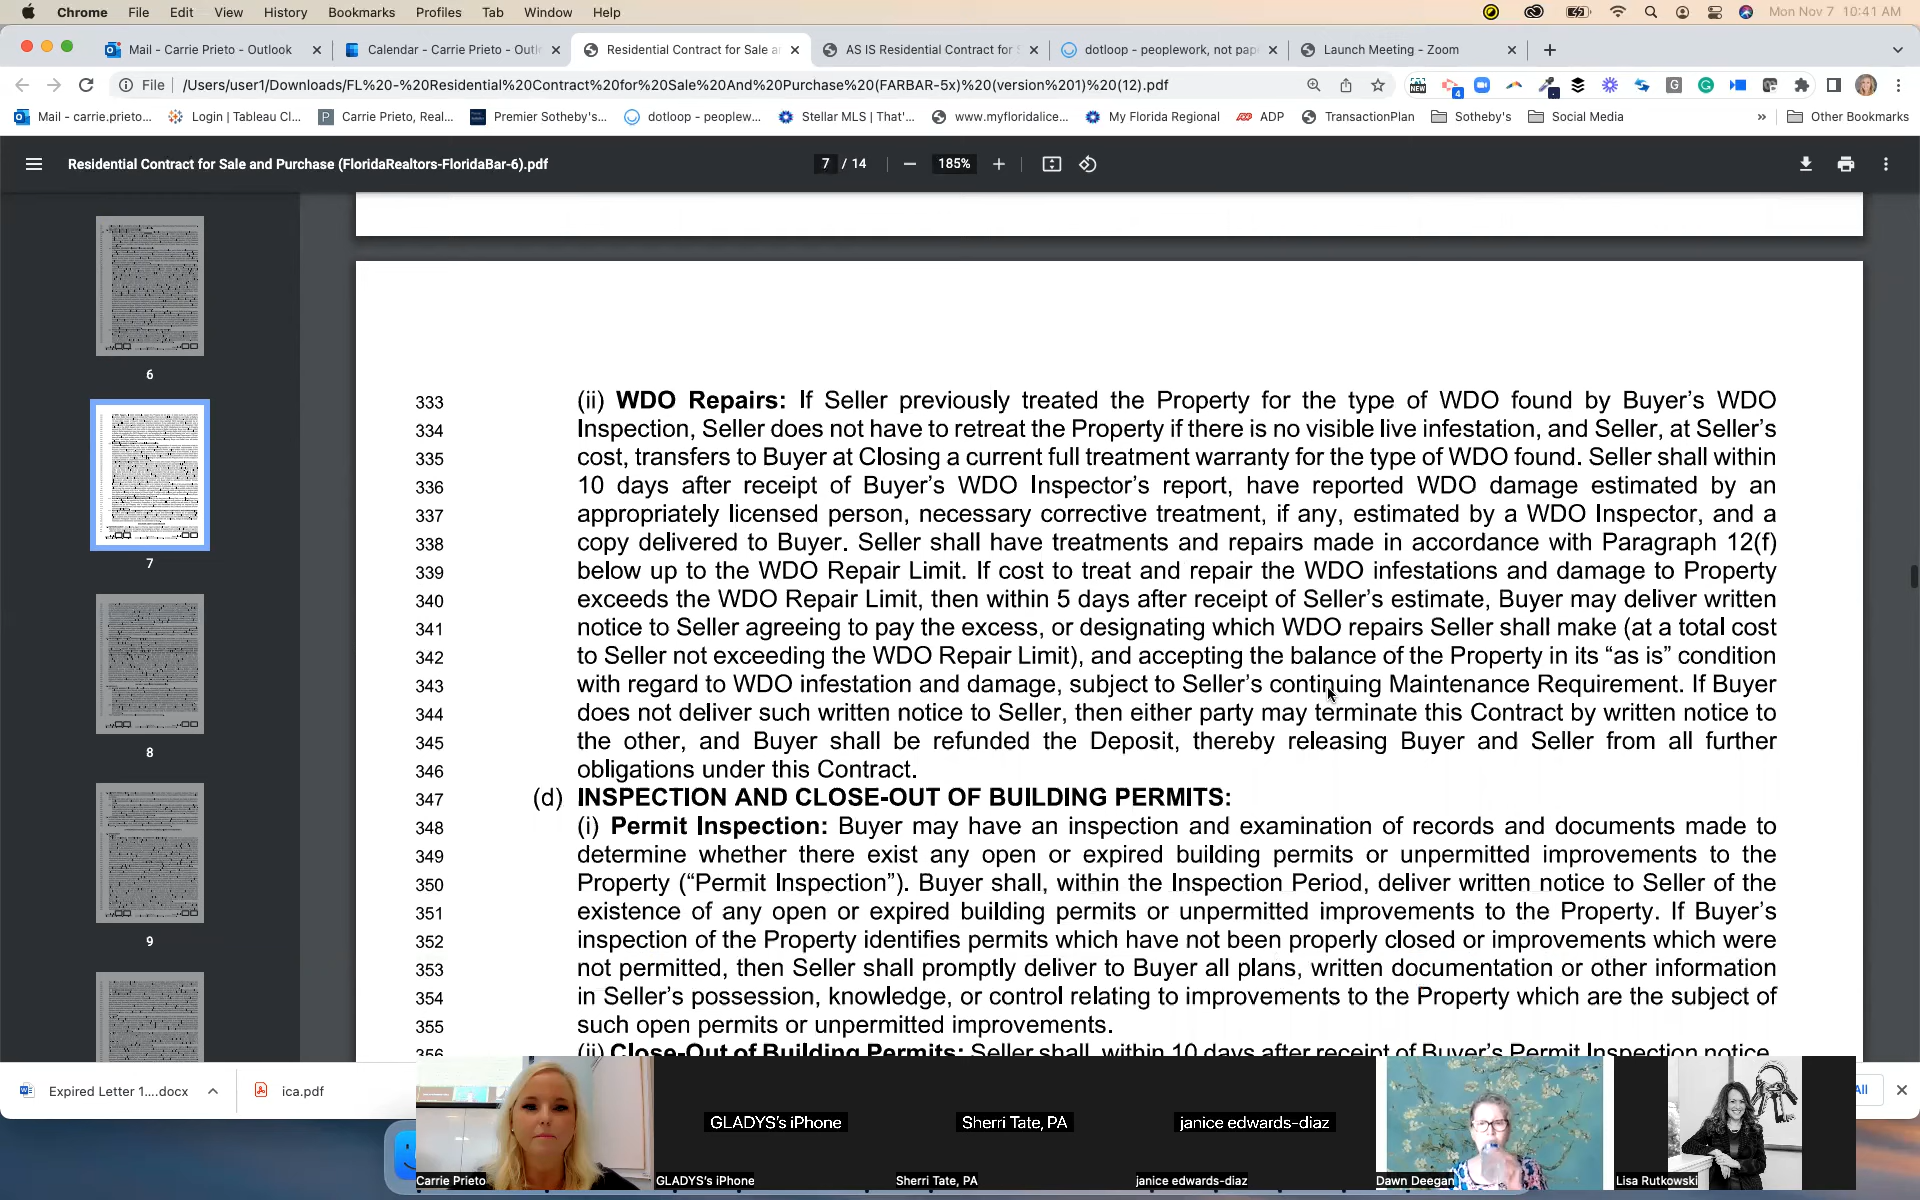 Chrome File Edit View History Bookmarks Profiles Tab Window Help Mon Nov 7 10:41 AM
Mail - Carrie Prieto - Outlook Calendar - Carrie Prieto - Outl Residential Contract for Sale a AS IS Residential Contract for S dotloop - peoplework, not pap Launch Meeting - Zoom
File /Users/user1/Downloads/FL%20-%20Residential%20Contract%20for%20Sale%20And%20Purchase%20(FARBAR-5x)%20(version%201)%20(12).pdf
Mail - carrie.prieto... Login | Tableau Cl... Carrie Prieto, Real... Premier Sotheby's... dotloop - peoplew... Stellar MLS | That'... www.myfloridalice... My Florida Regional ADP TransactionPlan Sotheby's Social Media » Other Bookmarks
Residential Contract for Sale and Purchase (FloridaRealtors-FloridaBar-6).pdf 7 / 14 185%
6
7
8
9
333 (ii) WDO Repairs: If Seller previously treated the Property for the type of WDO found by Buyer’s WDO
334 Inspection, Seller does not have to retreat the Property if there is no visible live infestation, and Seller, at Seller’s
335 cost, transfers to Buyer at Closing a current full treatment warranty for the type of WDO found. Seller shall within
336 10 days after receipt of Buyer’s WDO Inspector’s report, have reported WDO damage estimated by an
337 appropriately licensed person, necessary corrective treatment, if any, estimated by a WDO Inspector, and a
338 copy delivered to Buyer. Seller shall have treatments and repairs made in accordance with Paragraph 12(f)
339 below up to the WDO Repair Limit. If cost to treat and repair the WDO infestations and damage to Property
340 exceeds the WDO Repair Limit, then within 5 days after receipt of Seller’s estimate, Buyer may deliver written
341 notice to Seller agreeing to pay the excess, or designating which WDO repairs Seller shall make (at a total cost
342 to Seller not exceeding the WDO Repair Limit), and accepting the balance of the Property in its “as is” condition
343 with regard to WDO infestation and damage, subject to Seller’s continuing Maintenance Requirement. If Buyer
344 does not deliver such written notice to Seller, then either party may terminate this Contract by written notice to
345 the other, and Buyer shall be refunded the Deposit, thereby releasing Buyer and Seller from all further
346 obligations under this Contract.
347 (d) INSPECTION AND CLOSE-OUT OF BUILDING PERMITS:
348 (i) Permit Inspection: Buyer may have an inspection and examination of records and documents made to
349 determine whether there exist any open or expired building permits or unpermitted improvements to the
350 Property (“Permit Inspection”). Buyer shall, within the Inspection Period, deliver written notice to Seller of the
351 existence of any open or expired building permits or unpermitted improvements to the Property. If Buyer’s
352 inspection of the Property identifies permits which have not been properly closed or improvements which were
353 not permitted, then Seller shall promptly deliver to Buyer all plans, written documentation or other information
354 in Seller’s possession, knowledge, or control relating to improvements to the Property which are the subject of
355 such open permits or unpermitted improvements.
356 (ii) Close-Out of Building Permits: Seller shall, within 10 days after receipt of Buyer’s Permit Inspection notice,
Expired Letter 1....docx ica.pdf All
GLADYS's iPhone Sherri Tate, PA janice edwards-diaz
Carrie Prieto GLADYS's iPhone Sherri Tate, PA janice edwards-diaz Dawn Deegan Lisa Rutkowski